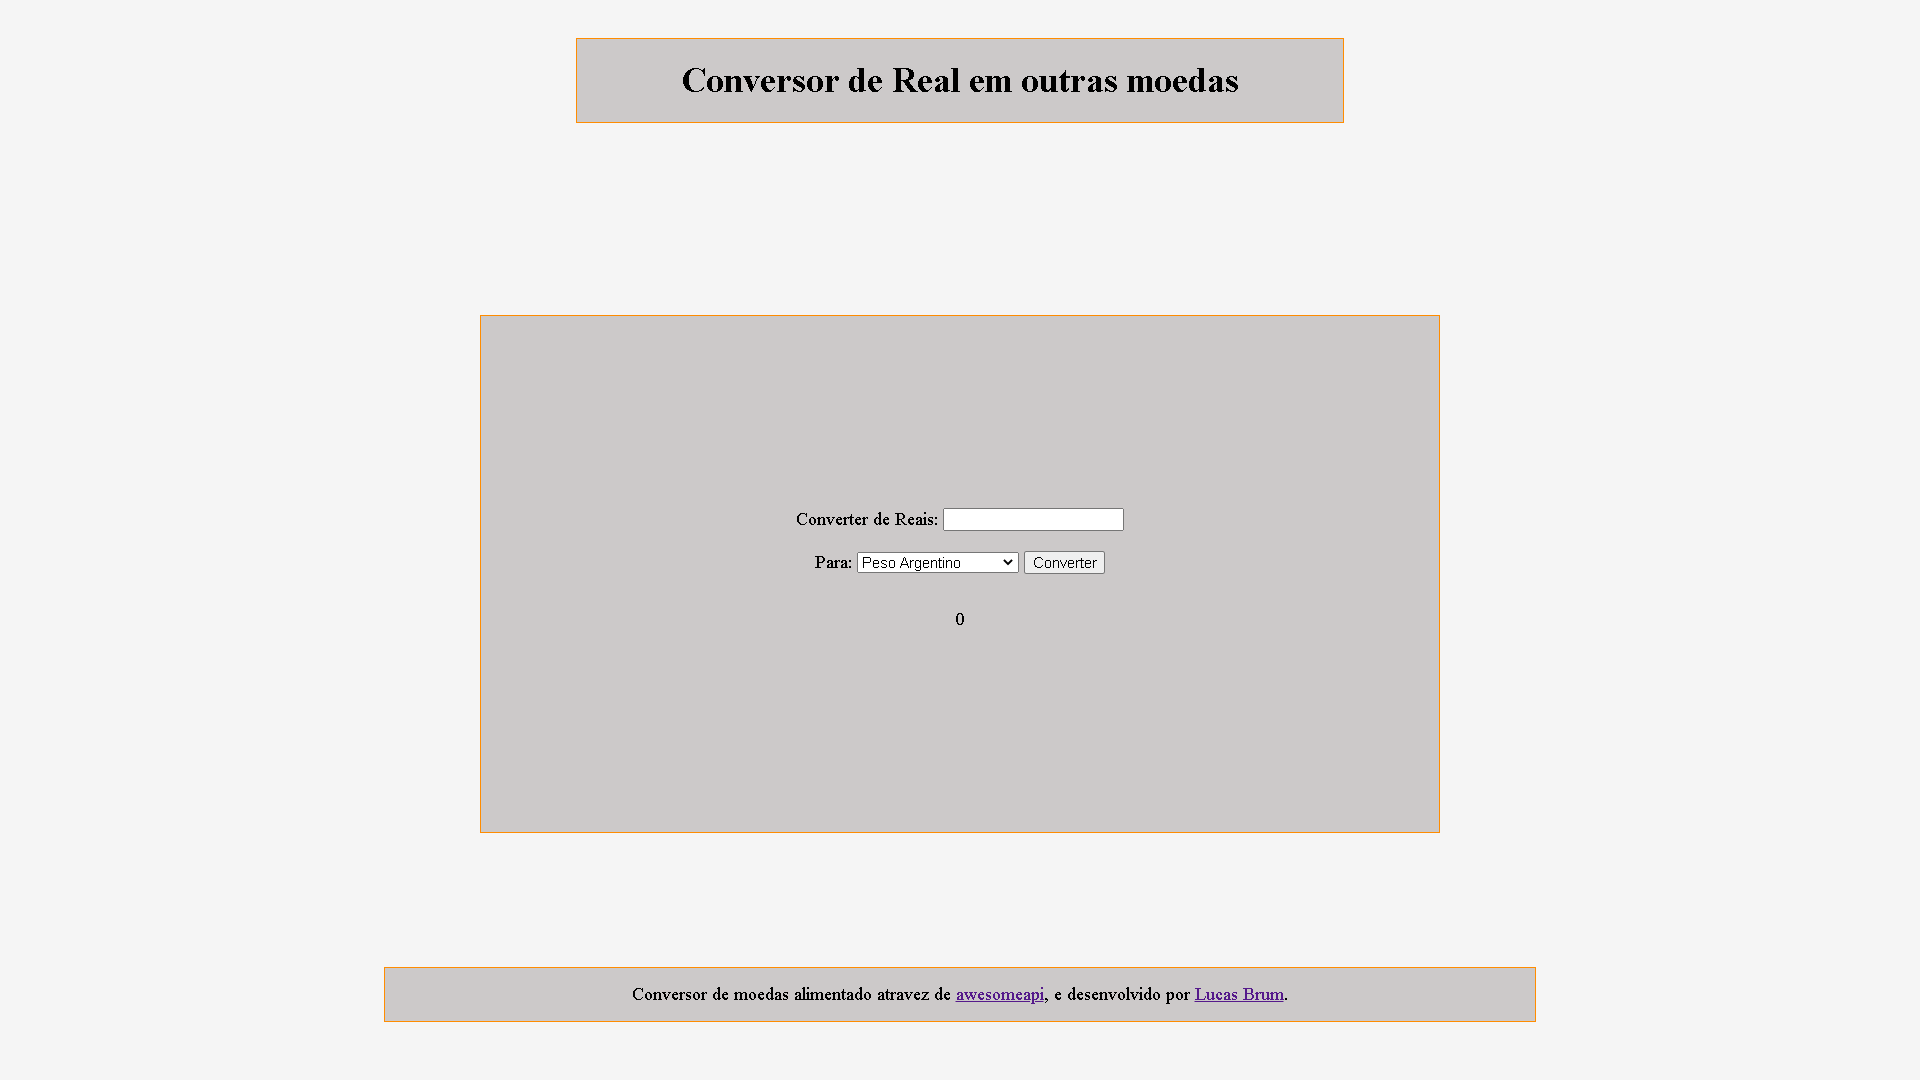 Conversor de Real em outras moedas
Converter de Reais:
Para: Peso Argentino Converter
0
Conversor de moedas alimentado atravez de awesomeapi, e desenvolvido por Lucas Brum.